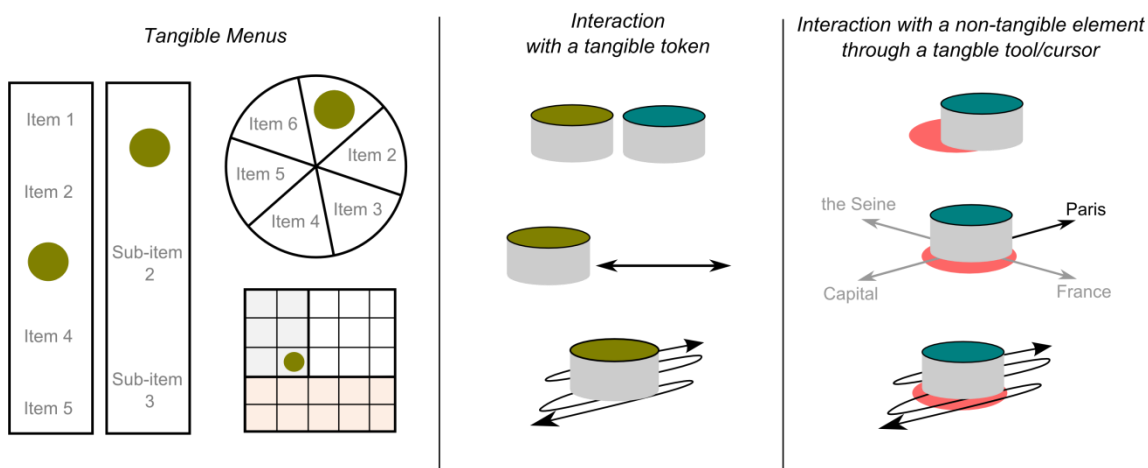 Tangible Menus
Item 1
Item 2
Item 4
Item 5
Sub-item
2
Sub-item
3
Item 6
Item 2
Item 5
Item 3
Item 4
Interaction
with a tangible token
Interaction with a non-tangible element
through a tangble tool/cursor
the Seine
Paris
Capital
France